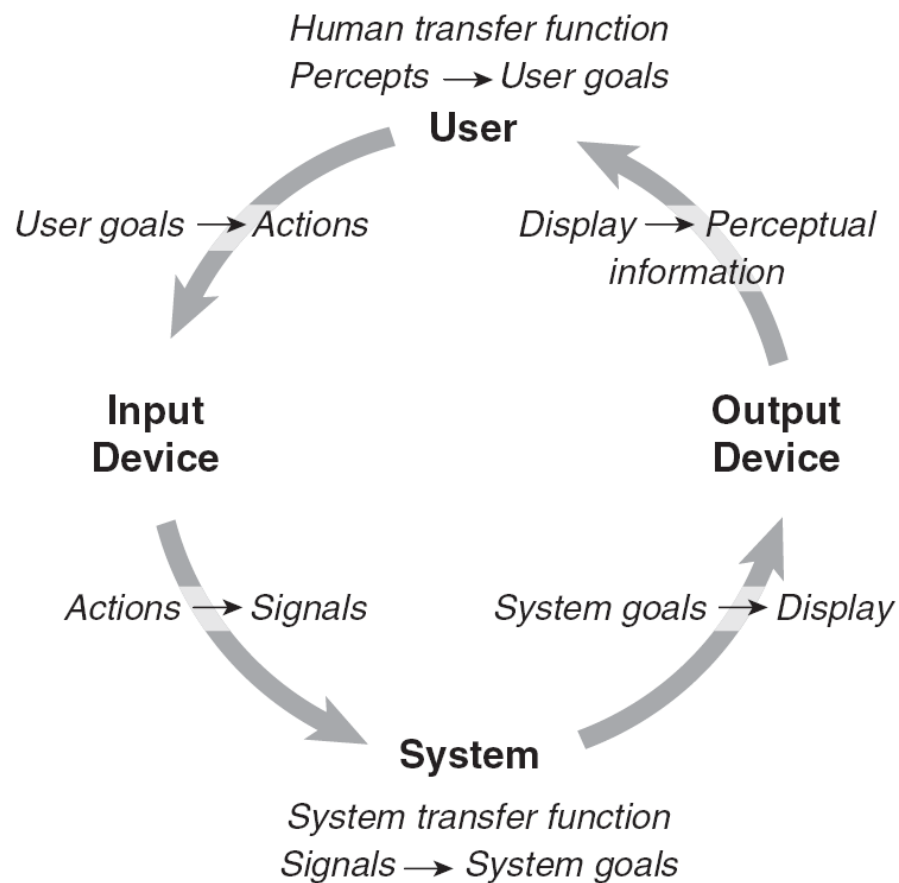 Human transfer function
Percepts → User goals
User
User goals → Actions
Display → Perceptual
information
Input
Device
Output
Device
Actions → Signals
System goals → Display
System
System transfer function
Signals → System goals